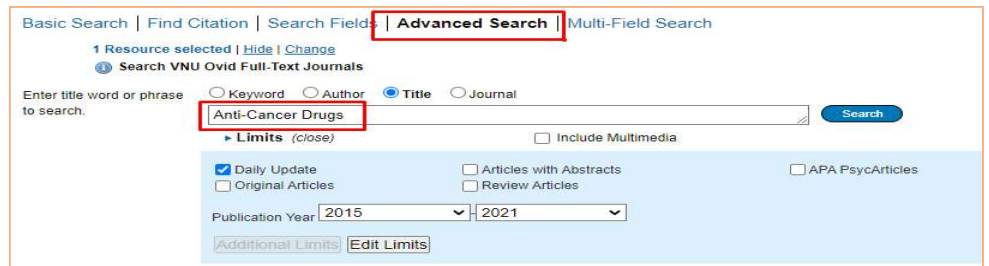 Basic Search | Find Citation | Search Fields | Advanced Search | Multi-Field Search
1 Resource selected | Hide | Change
Search VNU Ovid Full-Text Journals
Enter title word or phrase to search.
Keyword Author Title Journal
Anti-Cancer Drugs Search
Limits (close) Include Multimedia
Daily Update Articles with Abstracts APA PsycArticles
Original Articles Review Articles
Publication Year 2015 - 2021
Additional Limits Edit Limits